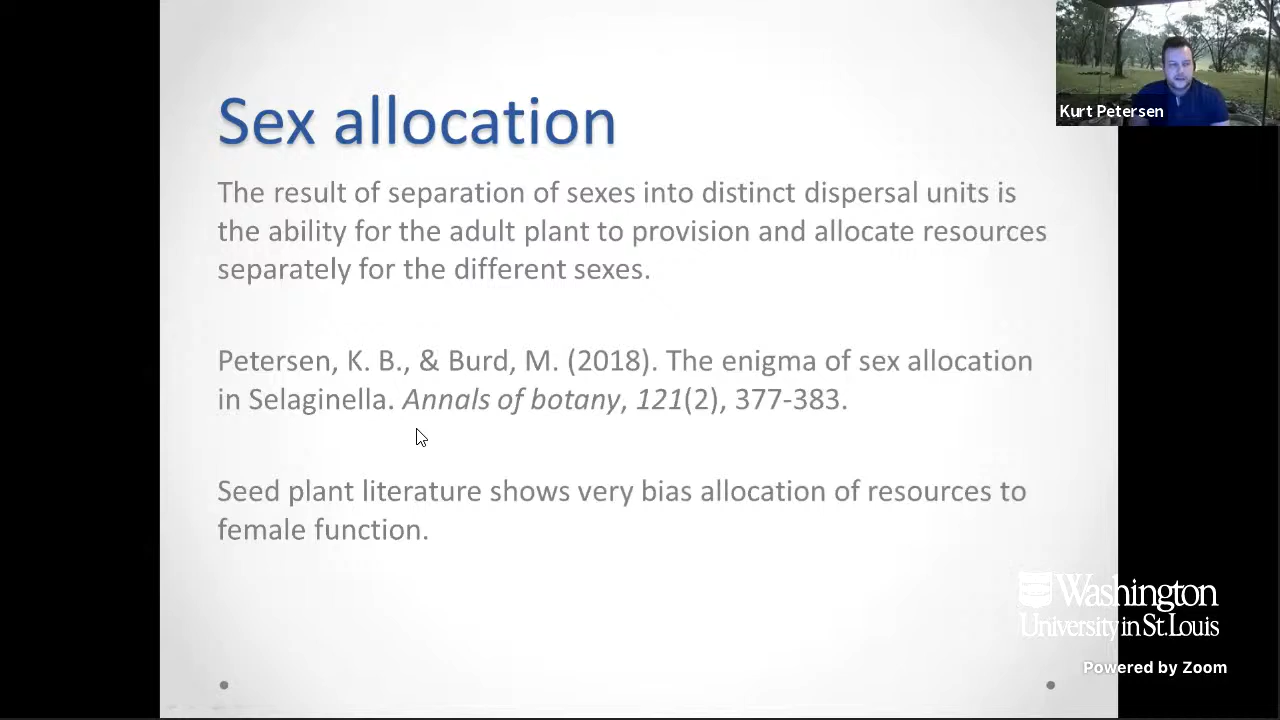 Sex allocation
Kurt Petersen
The result of separation of sexes into distinct dispersal units is
the ability for the adult plant to provision and allocate resources
separately for the different sexes.
Petersen, K. B., & Burd, M. (2018). The enigma of sex allocation
in Selaginella. Annals of botany, 121(2), 377-383.
Seed plant literature shows very bias allocation of resources to
female function.
Washington
University in St. Louis
Powered by Zoom